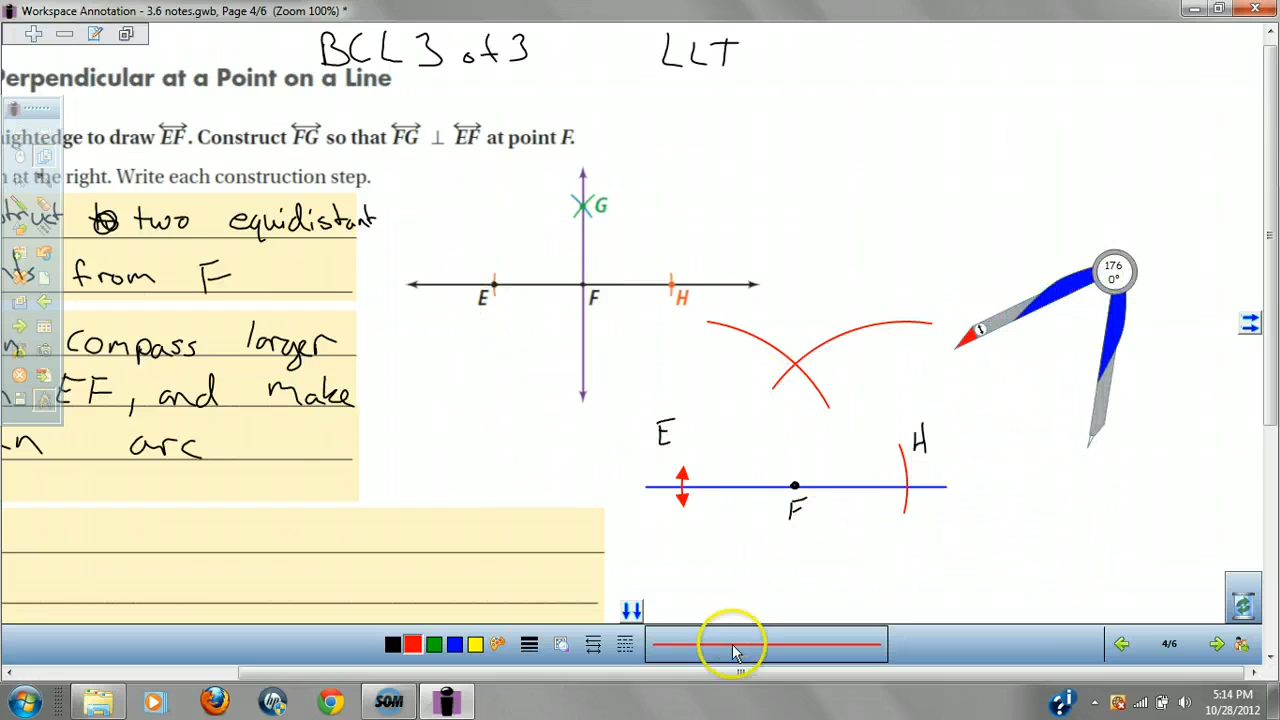 Workspace Annotation - 3.6 notes.gwb, Page 4/6 (Zoom 100%) *
BCL 3 of 3 LLT
Perpendicular at a Point on a Line
ightedge to draw EF. Construct FG so that FG ⊥ EF at point F.
n at the right. Write each construction step.
two equidistant
from F
compass larger
EF, and make
arc
G
E F H
176
0°
E H
F
4/6
SOM
hp
5:14 PM
10/28/2012